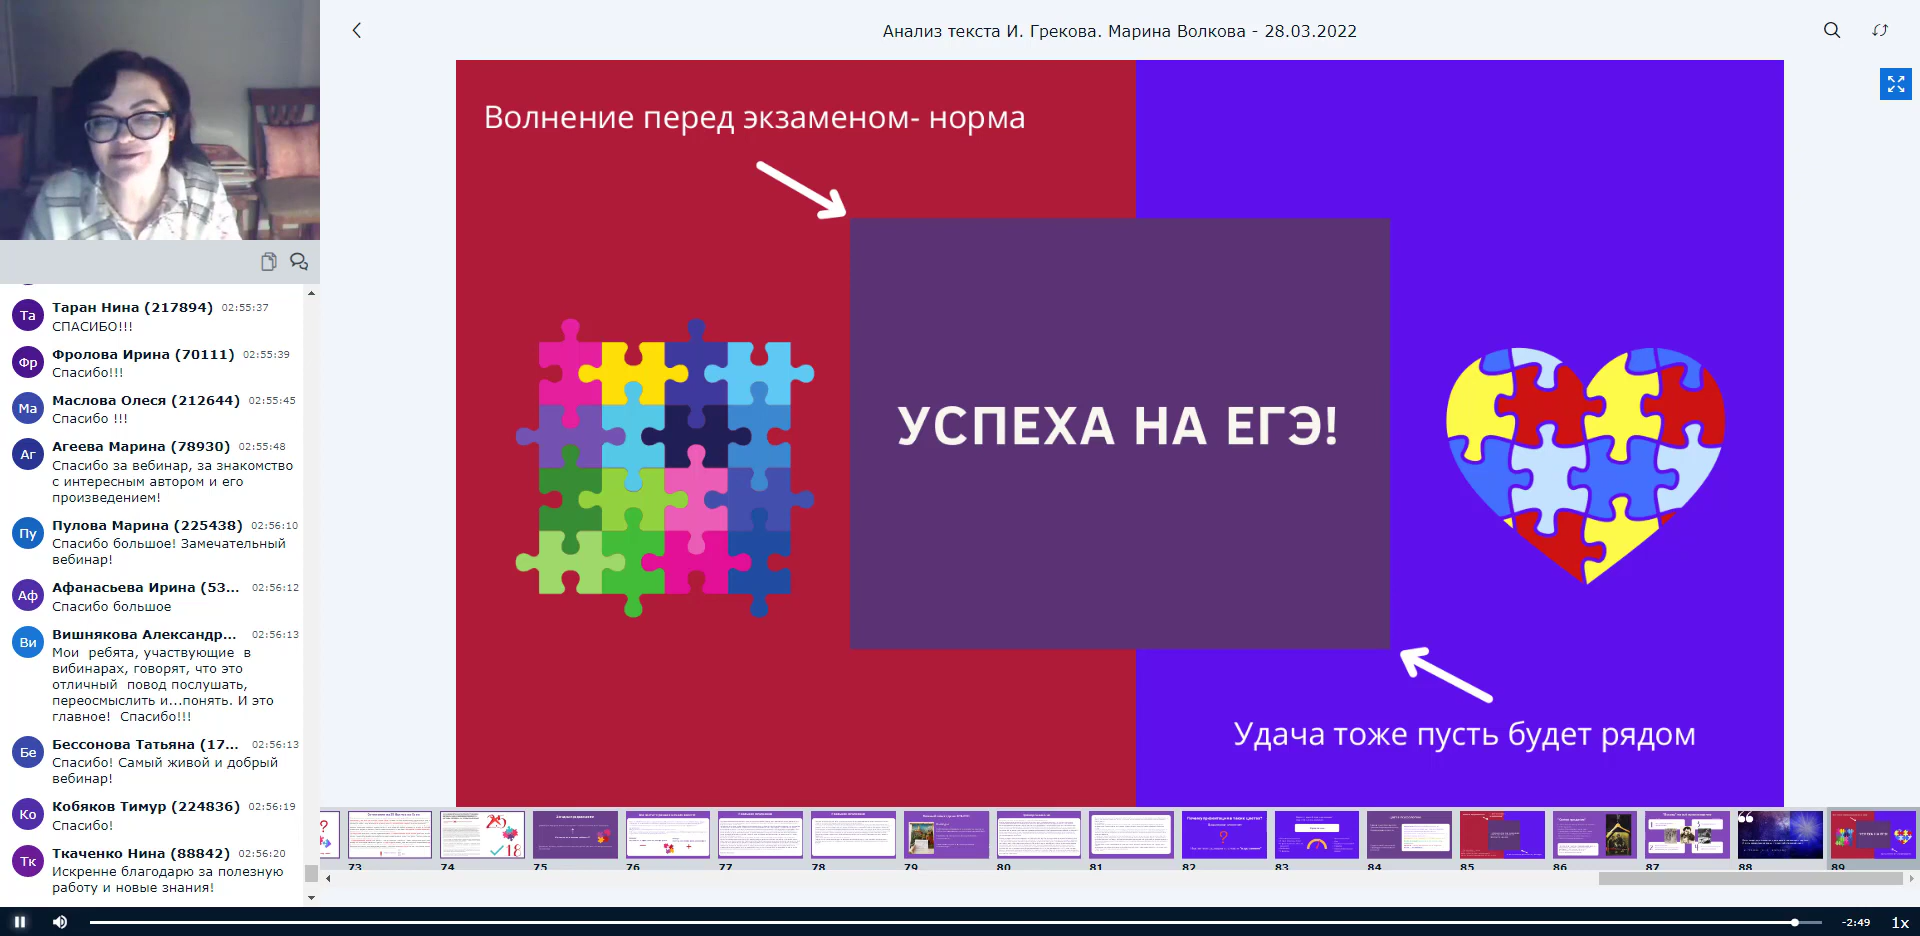 Анализ текста И. Грекова. Марина Волкова - 28.03.2022
Волнение перед экзаменом- норма
УСПЕХА НА ЕГЭ!
Удача тоже пусть будет рядом
Та
Таран Нина (217894) 02:55:37
СПАСИБО!!!
Фр
Фролова Ирина (70111) 02:55:39
Спасибо!!!
Ма
Маслова Олеся (212644) 02:55:45
Спасибо !!!
Аг
Агеева Марина (78930) 02:55:48
Спасибо за вебинар, за знакомство
с интересным автором и его
произведением!
Пу
Пулова Марина (225438) 02:56:10
Спасибо большое! Замечательный
вебинар!
Аф
Афанасьева Ирина (53... 02:56:12
Спасибо большое
Ви
Вишнякова Александр... 02:56:13
Мои ребята, участвующие в
вибинарах, говорят, что это
отличный повод послушать,
переосмыслить и...понять. И это
главное! Спасибо!!!
Бе
Бессонова Татьяна (17... 02:56:13
Спасибо! Самый живой и добрый
вебинар!
Ко
Кобяков Тимур (224836) 02:56:19
Спасибо!
Тк
Ткаченко Нина (88842) 02:56:20
Искренне благодарю за полезную
работу и новые знания!
73 74 75 76 77 78 79 80 81 82 83 84 85 86 87 88 89
-2:49 1x